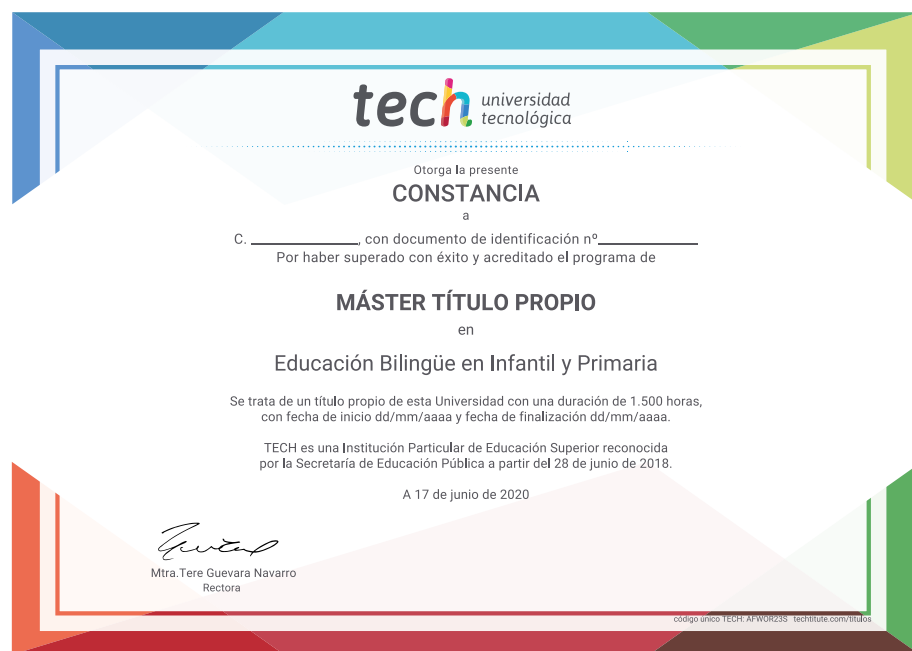 tech universidad
tecnológica
Otorga la presente
CONSTANCIA
a
C. ______________, con documento de identificación nº_____________
Por haber superado con éxito y acreditado el programa de
MÁSTER TÍTULO PROPIO
en
Educación Bilingüe en Infantil y Primaria
Se trata de un título propio de esta Universidad con una duración de 1.500 horas,
con fecha de inicio dd/mm/aaaa y fecha de finalización dd/mm/aaaa.
TECH es una Institución Particular de Educación Superior reconocida
por la Secretaría de Educación Pública a partir del 28 de junio de 2018.
A 17 de junio de 2020
Mtra.Tere Guevara Navarro
Rectora
código único TECH: AFWOR23S techtitute.com/titulos